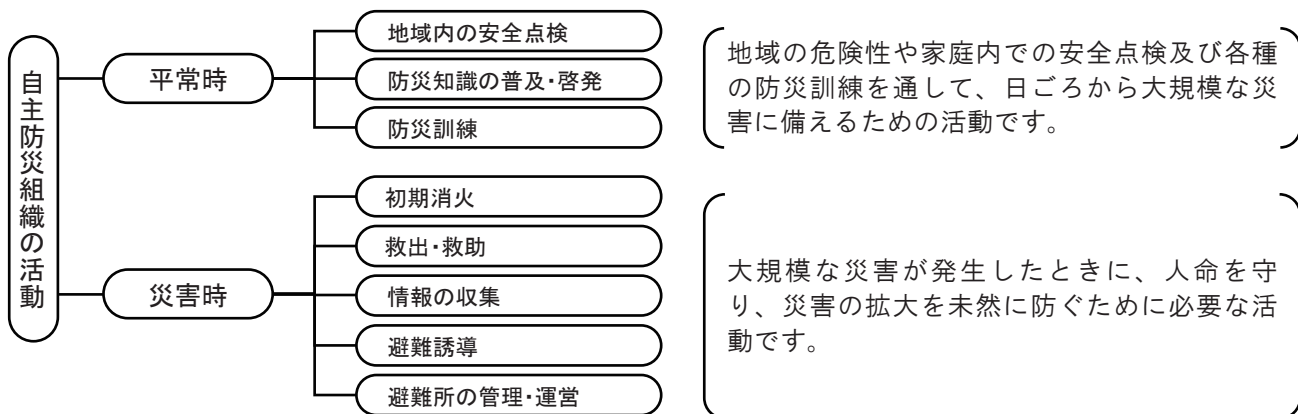 自主防災組織の活動
平常時
地域内の安全点検
防災知識の普及・啓発
防災訓練
地域の危険性や家庭内での安全点検及び各種
の防災訓練を通して、日ごろから大規模な災
害に備えるための活動です。
災害時
初期消火
救出・救助
情報の収集
避難誘導
避難所の管理・運営
大規模な災害が発生したときに、人命を守
り、災害の拡大を未然に防ぐために必要な活
動です。